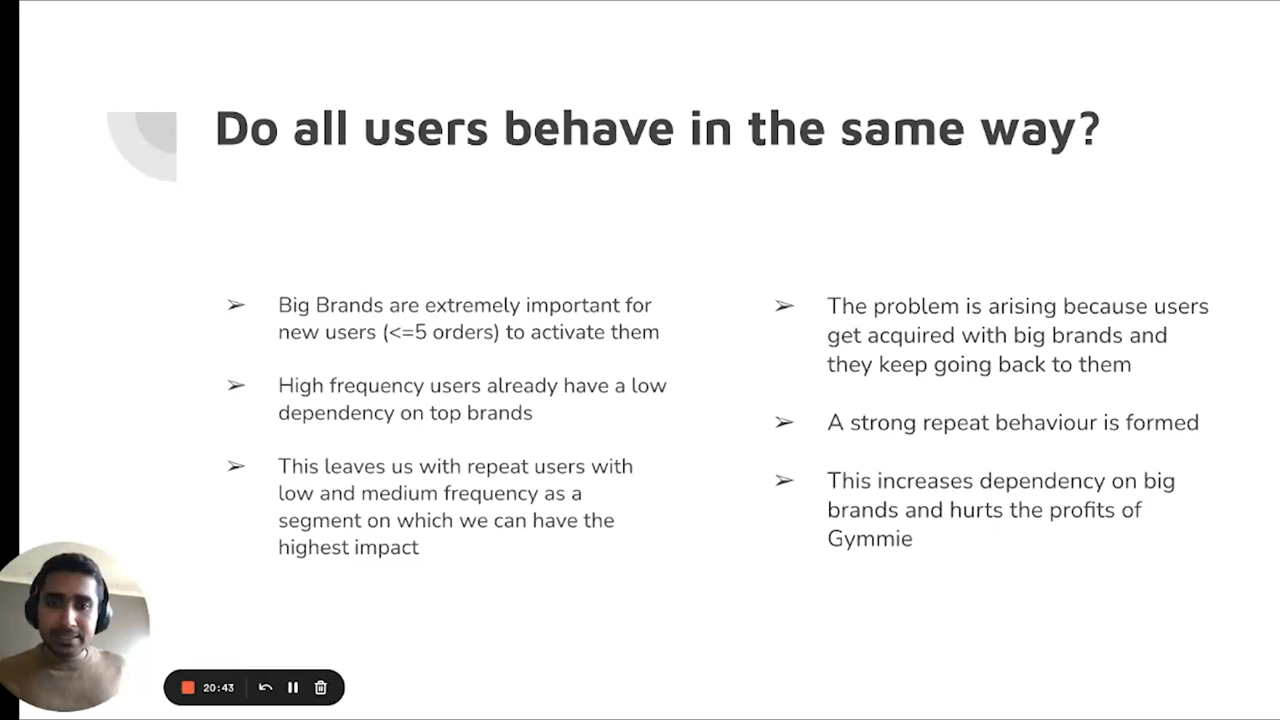 Do all users behave in the same way?
➢ Big Brands are extremely important for
new users (<=5 orders) to activate them
➢ High frequency users already have a low
dependency on top brands
➢ This leaves us with repeat users with
low and medium frequency as a
segment on which we can have the
highest impact
➢ The problem is arising because users
get acquired with big brands and
they keep going back to them
➢ A strong repeat behaviour is formed
➢ This increases dependency on big
brands and hurts the profits of
Gymmie
20:43